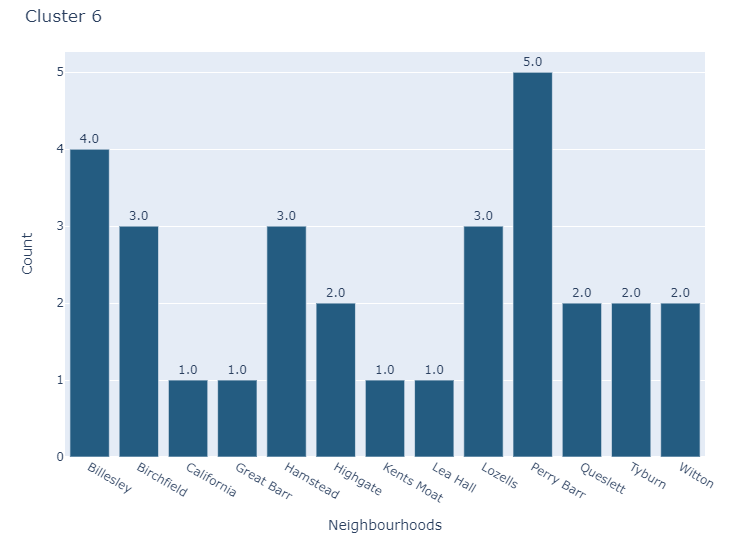 Cluster 6
5.0
5
4.0
4
3.0
3.0
3.0
3
2.0
2.0
2.0
2.0
2
1.0
1.0
1.0
1.0
1
0
Count
Billesley
Birchfield
California
Great Barr
Hamstead
Highgate
Kents Moat
Lea Hall
Lozells
Perry Barr
Queslett
Tyburn
Witton
Neighbourhoods